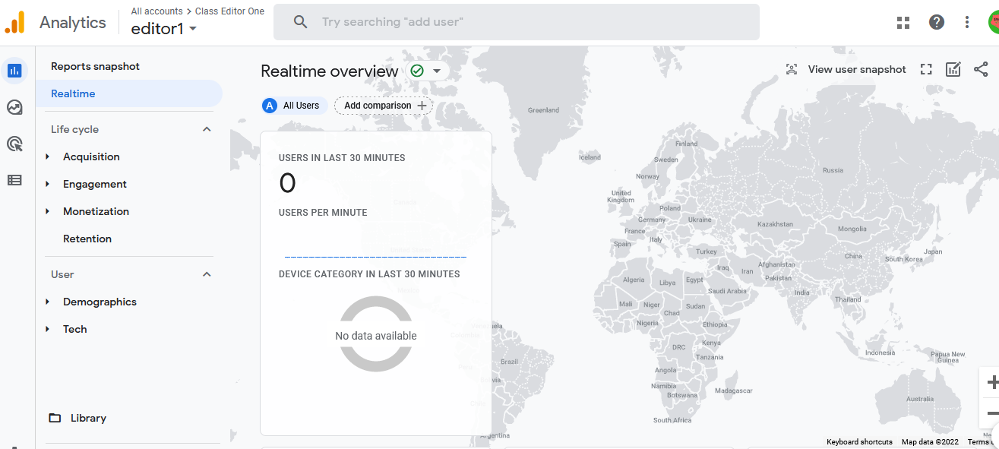 Analytics
All accounts > Class Editor One
editor1
Try searching "add user"
Reports snapshot
Realtime
Life cycle
Acquisition
Engagement
Monetization
Retention
User
Demographics
Tech
Library
Realtime overview
View user snapshot
A All Users
Add comparison +
USERS IN LAST 30 MINUTES
0
USERS PER MINUTE
DEVICE CATEGORY IN LAST 30 MINUTES
No data available
Greenland
Iceland
Finland
Sweden
Norway
Russia
United
Kingdom
Poland
Germany
Ukraine
France
Kazakhstan
Mongolia
Italy
Spain
Turkey
Japan
China
South Korea
Iraq
Iran
Afghanistan
Pakistan
Algeria
Libya
Egypt
Saudi Arabia
India
Thailand
Mali
Niger
Chad
Sudan
Nigeria
Ethiopia
DRC
Kenya
Tanzania
Indonesia
Papua New
Guinea
Angola
Namibia
Botswana
Madagascar
South Africa
Australia
Canada
United States
Mexico
Venezuela
Colombia
Brazil
Peru
Bolivia
Chile
Argentina
Keyboard shortcuts
Map data ©2022
Terms